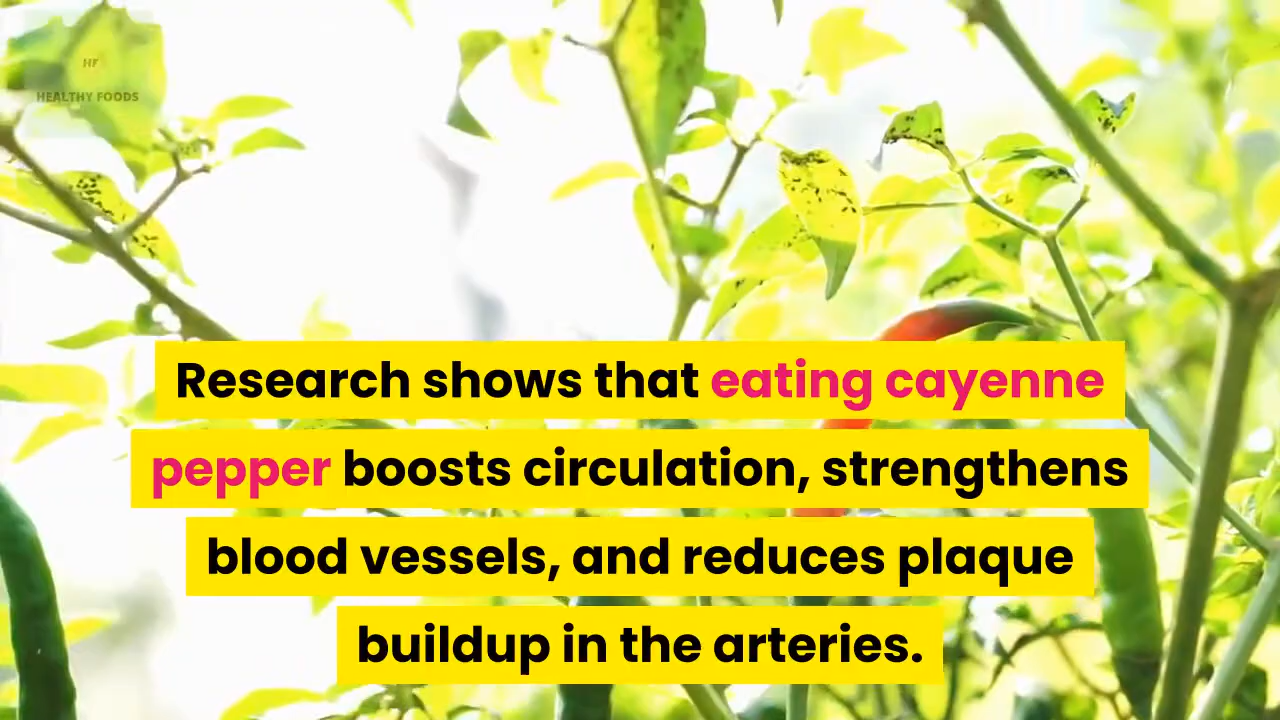 HF
HEALTHY FOODS
Research shows that eating cayenne
pepper boosts circulation, strengthens
blood vessels, and reduces plaque
buildup in the arteries.